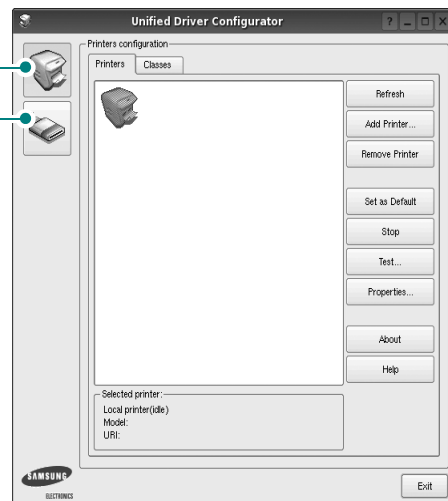 Unified Driver Configurator
Printers configuration
Printers
Classes
Refresh
Add Printer...
Remove Printer
Set as Default
Stop
Test...
Properties...
About
Help
Selected printer:
Local printer(idle)
Model:
URI:
SAMSUNG
ELECTRONICS
Exit